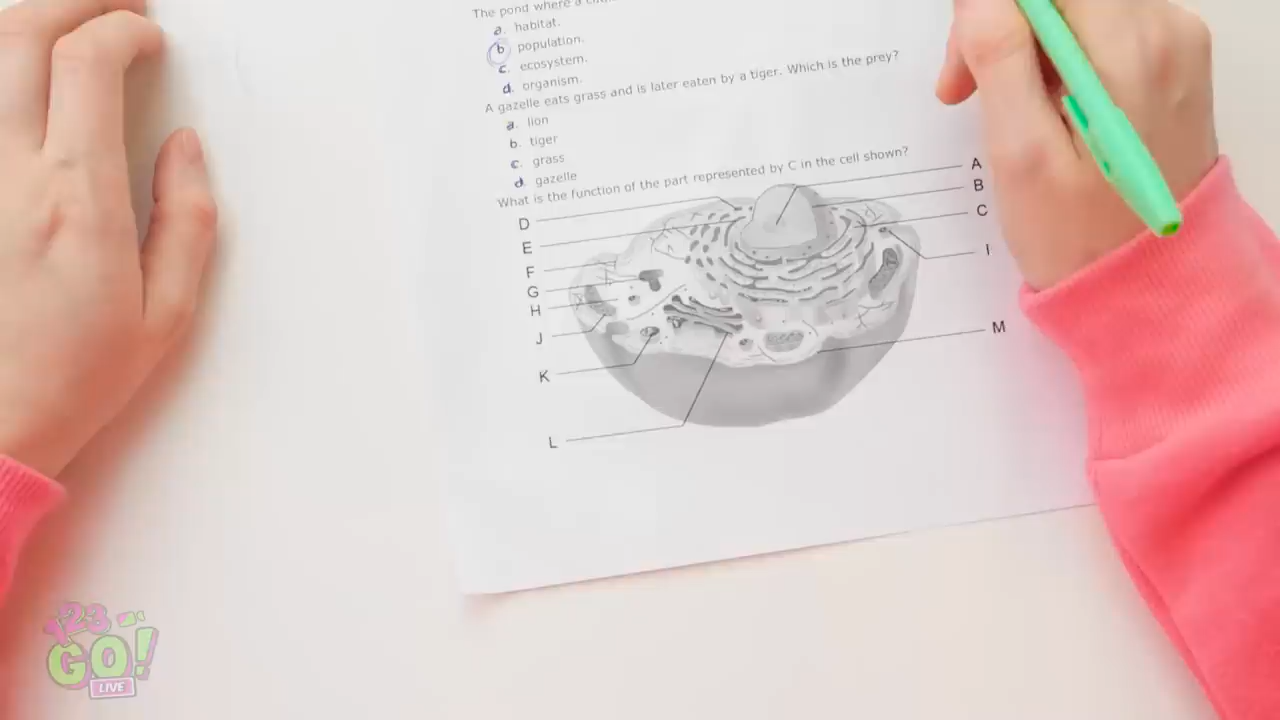 The pond where a
a. habitat.
b. population.
c. ecosystem.
d. organism.
A gazelle eats grass and is later eaten by a tiger. Which is the prey?
a. lion
b. tiger
c. grass
d. gazelle
What is the function of the part represented by C in the cell shown?
A
B
C
D
E
F
G
H
I
J
K
L
M
123
GO!
LIVE